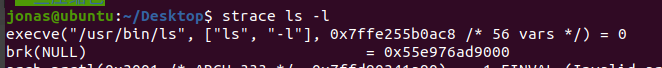 jonas@ubuntu:~/Desktop$ strace ls -l
execve("/usr/bin/ls", ["ls", "-l"], 0x7ffe255b0ac8 /* 56 vars */) = 0
brk(NULL)                               = 0x55e976ad9000